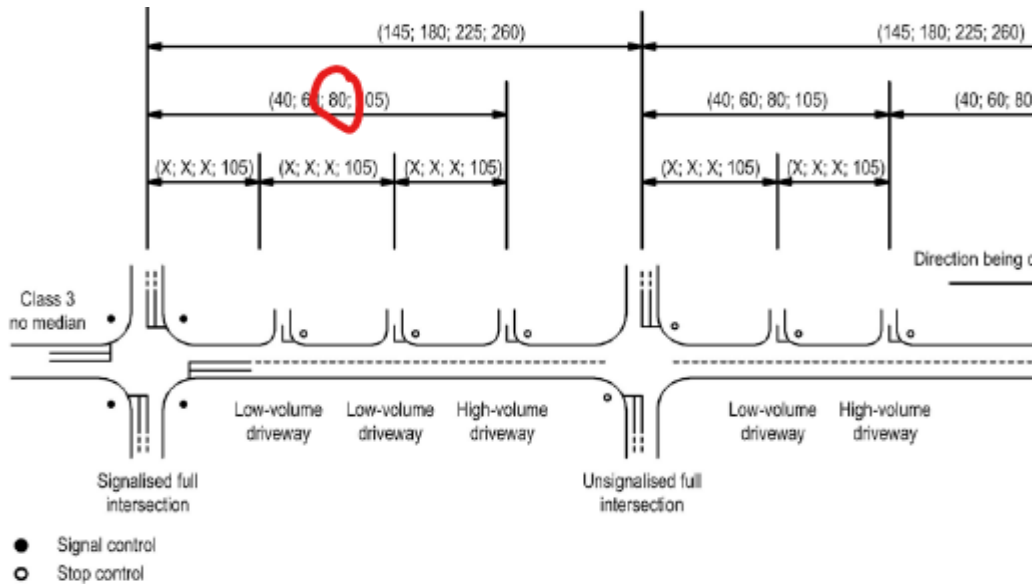 (145; 180; 225; 260) (145; 180; 225; 260)
(40; 80; 105) (40; 60; 80; 105) (40; 60; 80
(X; X; X; 105) (X; X; X; 105) (X; X; X; 105) (X; X; X; 105) (X; X; X; 105)
Direction being
Class 3
no median
Low-volume
driveway
Low-volume
driveway
High-volume
driveway
Low-volume
driveway
High-volume
driveway
Signalised full
intersection
Unsignalised full
intersection
Signal control
Stop control